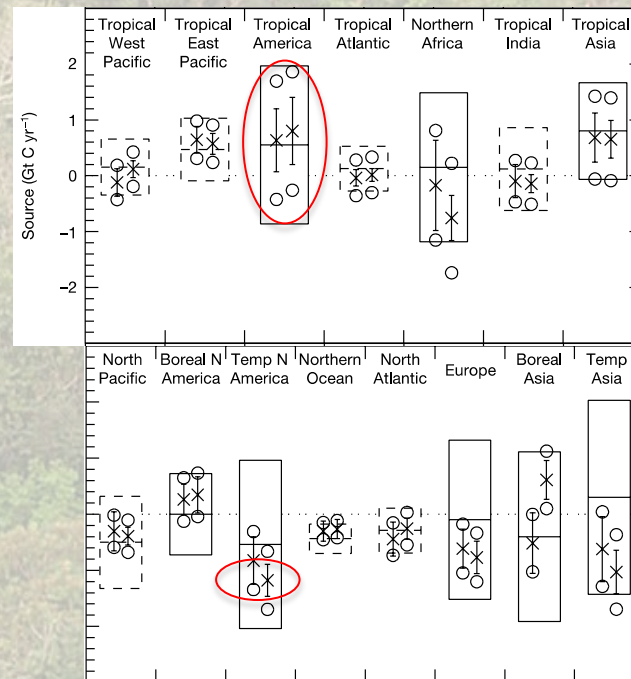 Tropical West Pacific
Tropical East Pacific
Tropical America
Tropical Atlantic
Northern Africa
Tropical India
Tropical Asia
Source (Gt C yr⁻¹)
2
1
0
−1
−2
North Pacific
Boreal N America
Temp N America
Northern Ocean
North Atlantic
Europe
Boreal Asia
Temp Asia